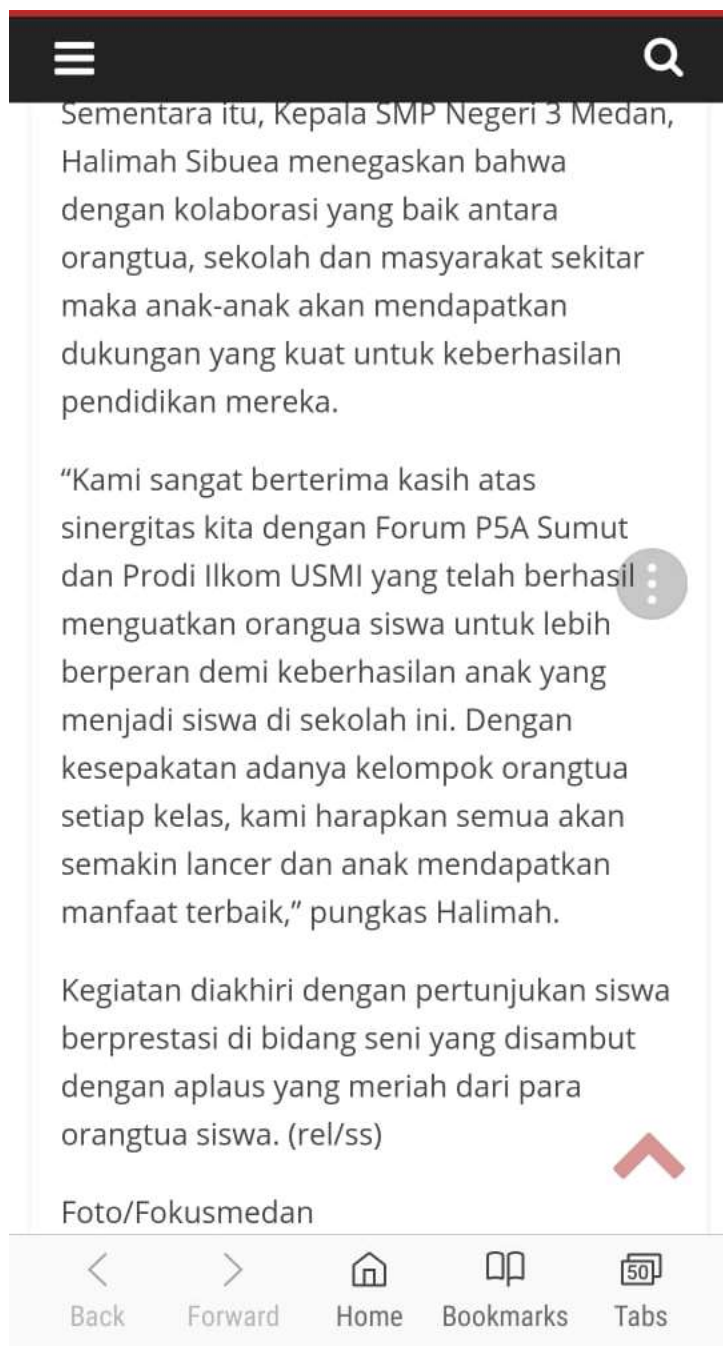 Sementara itu, Kepala SMP Negeri 3 Medan,
Halimah Sibuea menegaskan bahwa
dengan kolaborasi yang baik antara
orangtua, sekolah dan masyarakat sekitar
maka anak-anak akan mendapatkan
dukungan yang kuat untuk keberhasilan
pendidikan mereka.
“Kami sangat berterima kasih atas
sinergitas kita dengan Forum P5A Sumut
dan Prodi Ilkom USMI yang telah berhasil
menguatkan orangua siswa untuk lebih
berperan demi keberhasilan anak yang
menjadi siswa di sekolah ini. Dengan
kesepakatan adanya kelompok orangtua
setiap kelas, kami harapkan semua akan
semakin lancer dan anak mendapatkan
manfaat terbaik,” pungkas Halimah.
Kegiatan diakhiri dengan pertunjukan siswa
berprestasi di bidang seni yang disambut
dengan aplaus yang meriah dari para
orangtua siswa. (rel/ss)
Foto/Fokusmedan
50
Back Forward Home Bookmarks Tabs